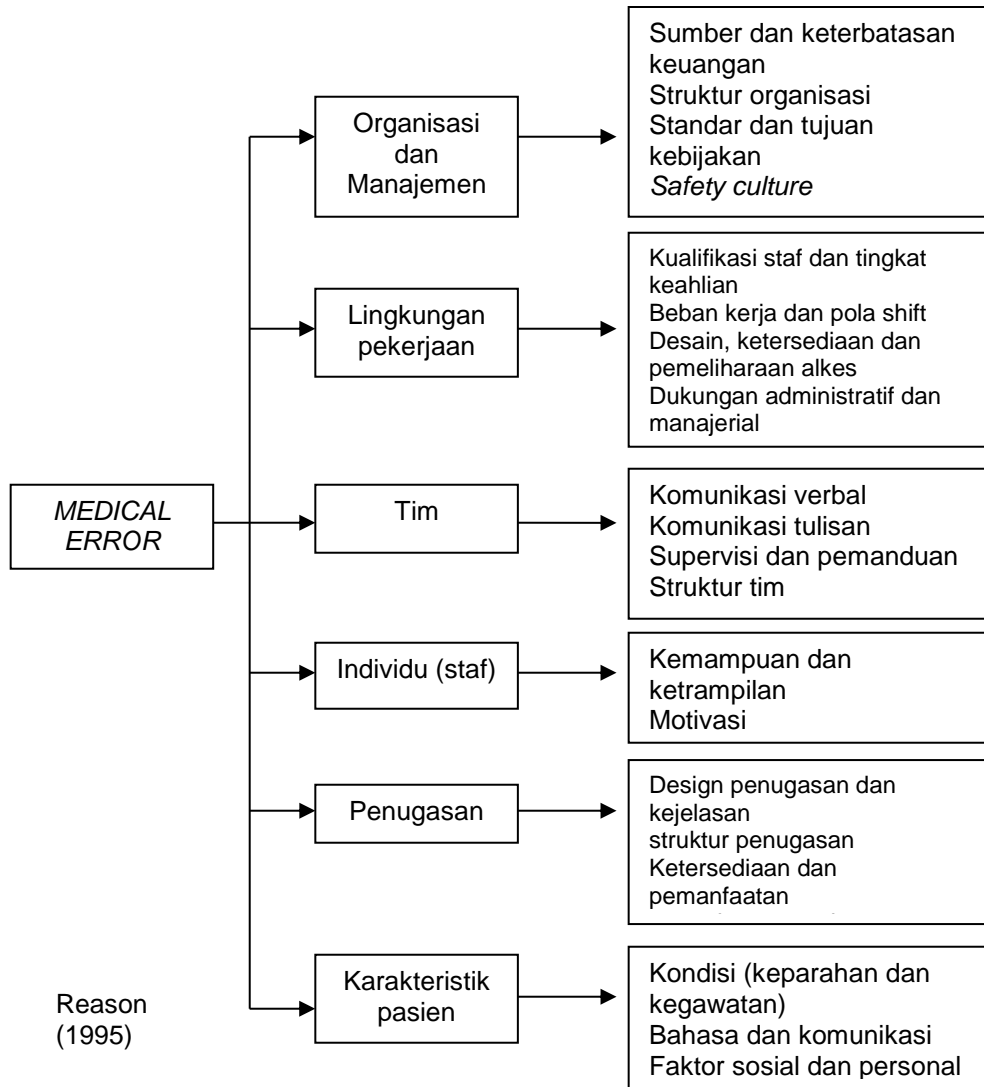 Organisasi
dan
Manajemen
Sumber dan keterbatasan
keuangan
Struktur organisasi
Standar dan tujuan
kebijakan
Safety culture
Lingkungan
pekerjaan
Kualifikasi staf dan tingkat
keahlian
Beban kerja dan pola shift
Desain, ketersediaan dan
pemeliharaan alkes
Dukungan administratif dan
manajerial
MEDICAL
ERROR
Tim
Komunikasi verbal
Komunikasi tulisan
Supervisi dan pemanduan
Struktur tim
Individu (staf)
Kemampuan dan
ketrampilan
Motivasi
Penugasan
Design penugasan dan
kejelasan
struktur penugasan
Ketersediaan dan
pemanfaatan
Karakteristik
pasien
Kondisi (keparahan dan
kegawatan)
Bahasa dan komunikasi
Faktor sosial dan personal
Reason
(1995)